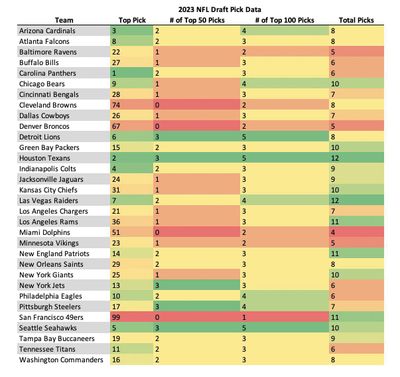 2023 NFL Draft Pick Data
Team Top Pick # of Top 50 Picks # of Top 100 Picks Total Picks
Arizona Cardinals 3 2 4 8
Atlanta Falcons 8 2 3 8
Baltimore Ravens 22 1 2 5
Buffalo Bills 27 1 3 6
Carolina Panthers 1 2 3 6
Chicago Bears 9 1 4 10
Cincinnati Bengals 28 1 3 7
Cleveland Browns 74 0 2 8
Dallas Cowboys 26 1 3 7
Denver Broncos 67 0 2 5
Detroit Lions 6 3 5 8
Green Bay Packers 15 2 3 10
Houston Texans 2 3 5 12
Indianapolis Colts 4 2 3 9
Jacksonville Jaguars 24 1 3 9
Kansas City Chiefs 31 1 3 10
Las Vegas Raiders 7 2 4 12
Los Angeles Chargers 21 1 3 7
Los Angeles Rams 36 1 3 11
Miami Dolphins 51 0 2 4
Minnesota Vikings 23 1 2 5
New England Patriots 14 2 4 11
New Orleans Saints 29 2 3 8
New York Giants 25 1 3 10
New York Jets 13 3 3 6
Philadelphia Eagles 10 2 4 6
Pittsburgh Steelers 17 3 4 7
San Francisco 49ers 99 0 1 11
Seattle Seahawks 5 3 5 10
Tampa Bay Buccaneers 19 2 3 9
Tennessee Titans 11 2 3 6
Washington Commanders 16 2 3 8